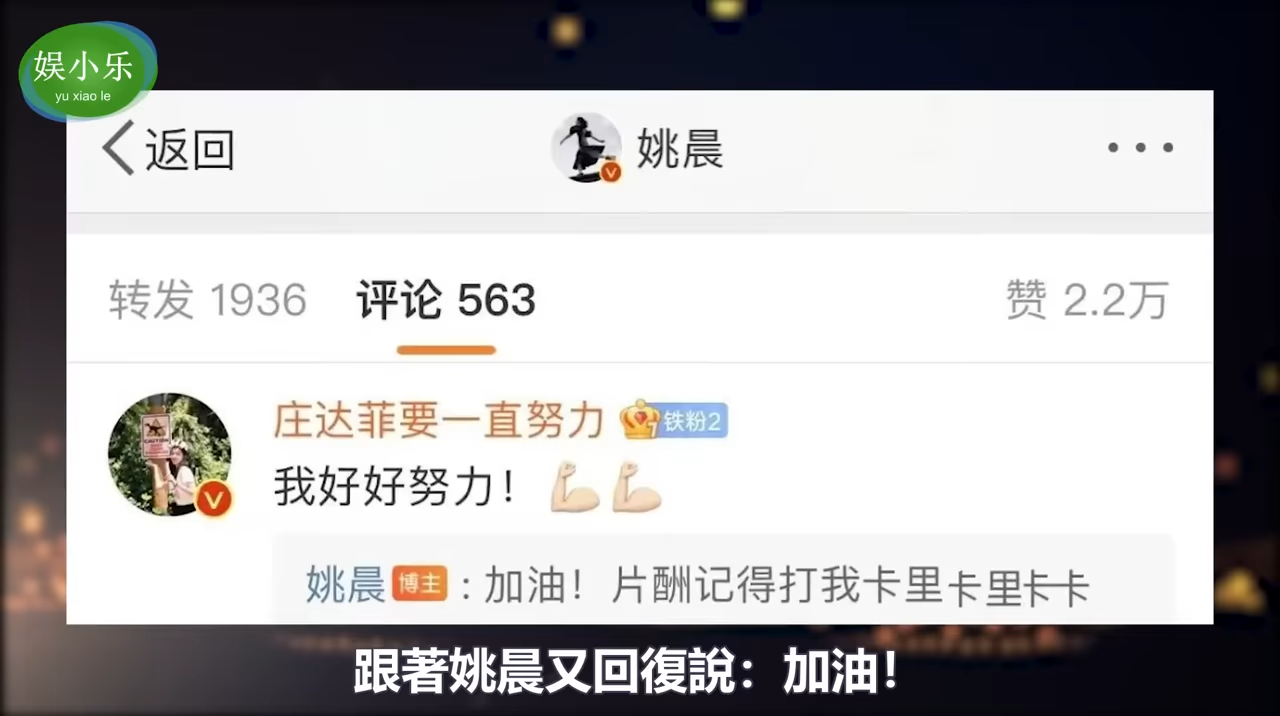 娱小乐
yu xiao le
返回
姚晨
转发 1936 评论 563 赞 2.2万
庄达菲要一直努力 铁粉2
我好好努力！💪🏻💪🏻
姚晨 博主：加油！片酬记得打我卡里卡里卡卡
跟著姚晨又回復說：加油！